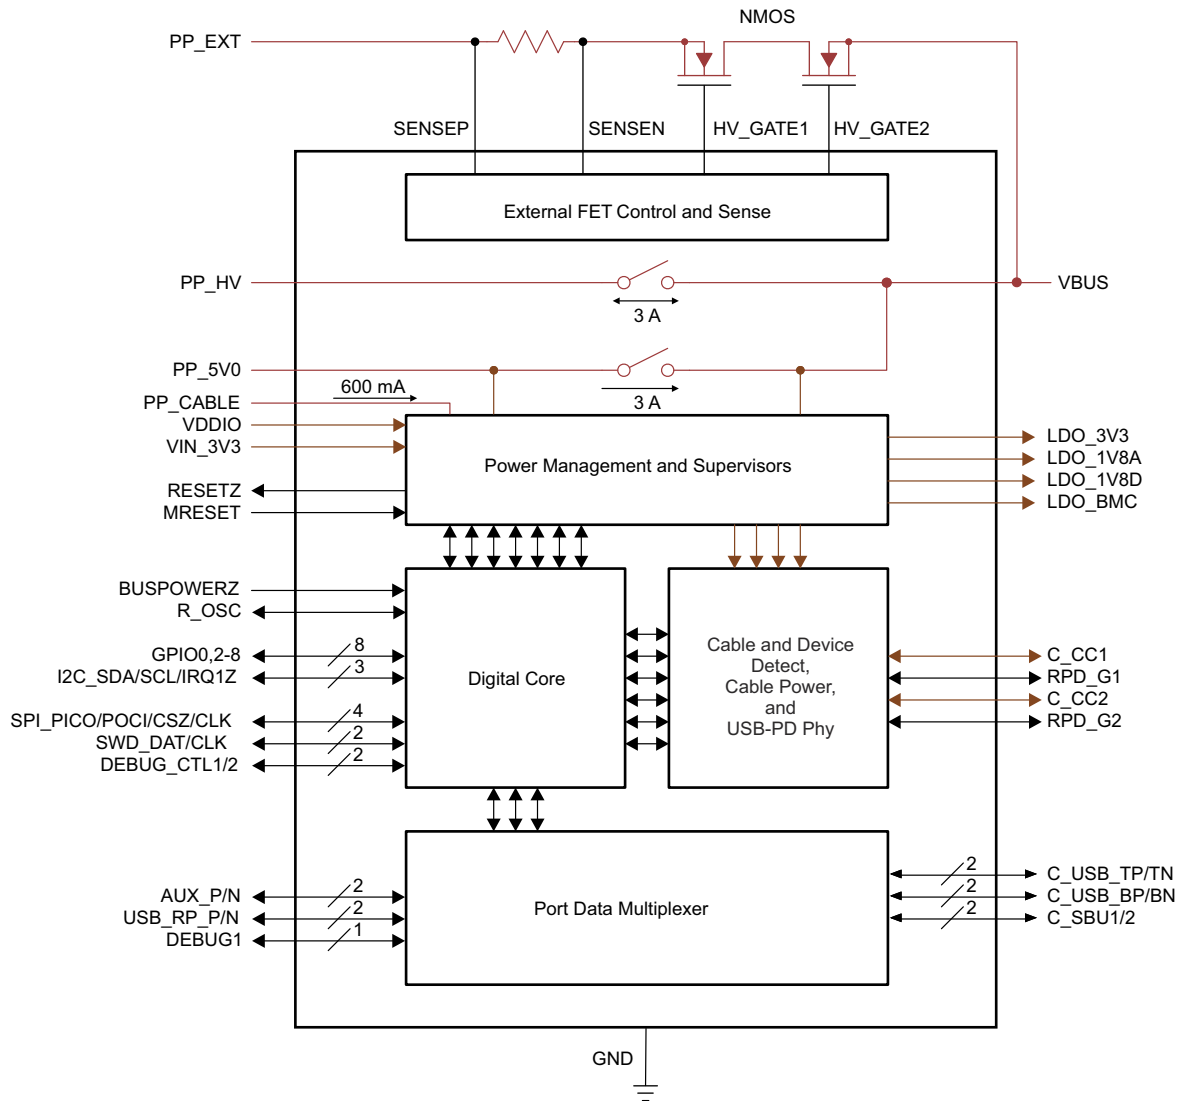 NMOS
PP_EXT
SENSEP
SENSEN
HV_GATE1
HV_GATE2
External FET Control and Sense
PP_HV
VBUS
3 A
PP_5V0
600 mA
3 A
PP_CABLE
VDDIO
VIN_3V3
LDO_3V3
LDO_1V8A
LDO_1V8D
LDO_BMC
Power Management and Supervisors
RESETZ
MRESET
BUSPOWERZ
R_OSC
GPIO0,2-8
8
I2C_SDA/SCL/IRQ1Z
3
SPI_PICO/POCI/CSZ/CLK
4
SWD_DAT/CLK
2
DEBUG_CTL1/2
2
Digital Core
Cable and Device
Detect,
Cable Power,
and
USB-PD Phy
C_CC1
RPD_G1
C_CC2
RPD_G2
AUX_P/N
2
USB_RP_P/N
2
DEBUG1
1
Port Data Multiplexer
2
C_USB_TP/TN
2
C_USB_BP/BN
2
C_SBU1/2
GND